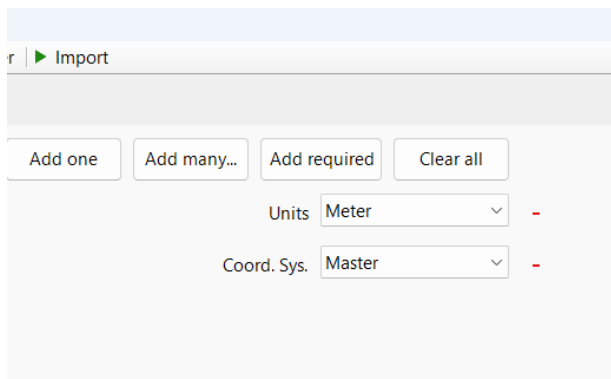 r Import
Add one Add many... Add required Clear all
Units Meter -
Coord. Sys. Master -